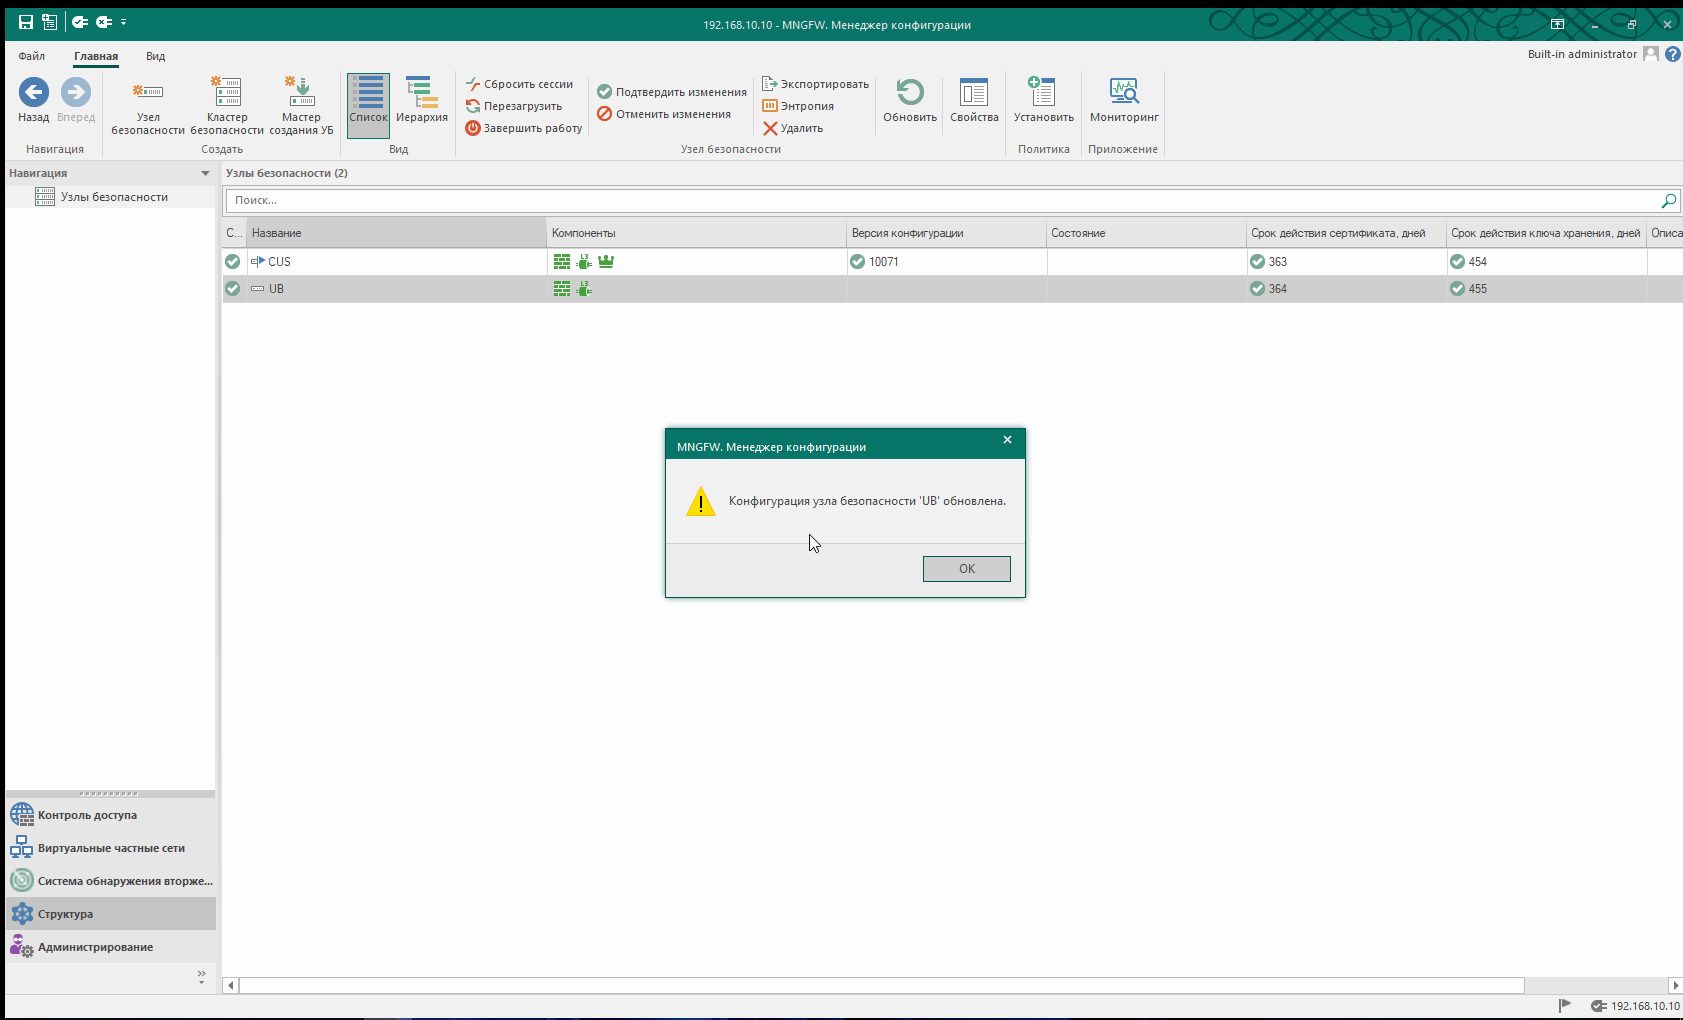 192.168.10.10 - MNGFW. Менеджер конфигурации
Файл
Главная
Вид
Built-in administrator
Назад
Вперед
Навигация
Узел
безопасности
Кластер
безопасности
Мастер
создания УБ
Создать
Список
Иерархия
Вид
Сбросить сессии
Перезагрузить
Завершить работу
Подтвердить изменения
Отменить изменения
Экспортировать
Энтропия
Удалить
Обновить
Свойства
Узел безопасности
Установить
Политика
Мониторинг
Приложение
Навигация
Узлы безопасности
Узлы безопасности (2)
Поиск...
С...
Название
Компоненты
Версия конфигурации
Состояние
Срок действия сертификата, дней
Срок действия ключа хранения, дней
Описа
CUS
L3
10071
363
454
UB
L3
364
455
MNGFW. Менеджер конфигурации
Конфигурация узла безопасности 'UB' обновлена.
OK
Контроль доступа
Виртуальные частные сети
Система обнаружения вторже...
Структура
Администрирование
192.168.10.10